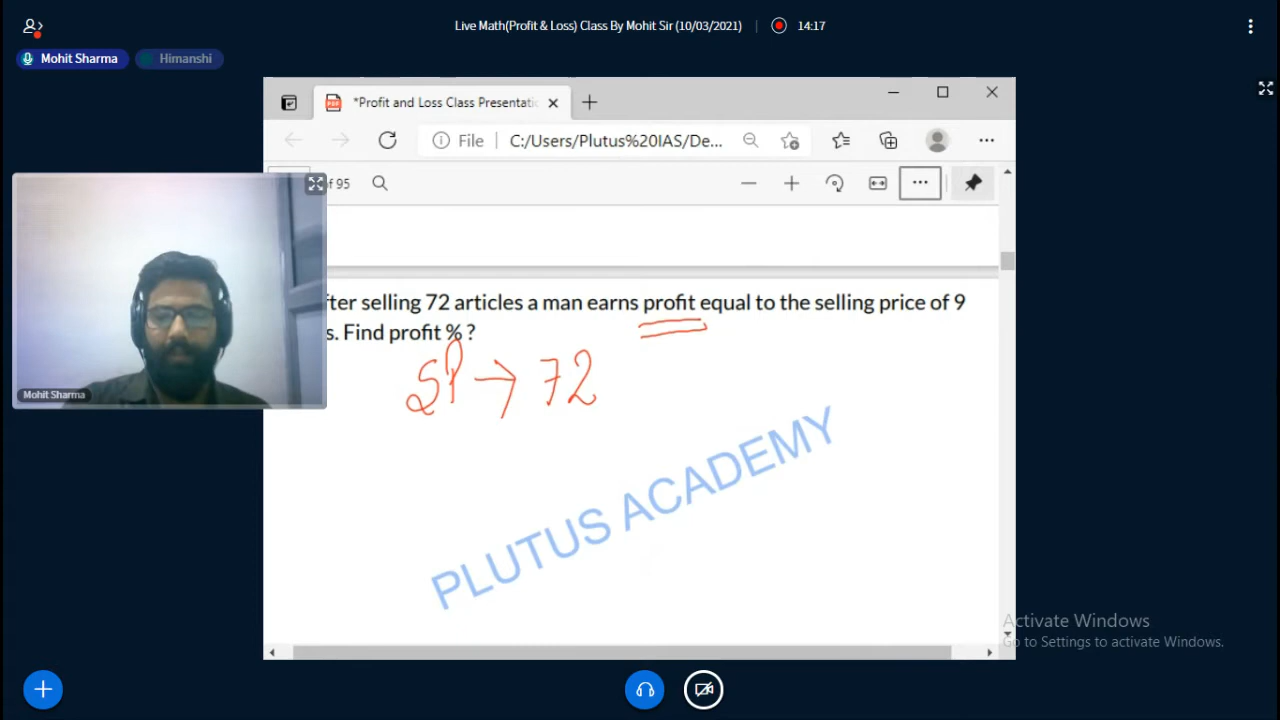 Live Math(Profit & Loss) Class By Mohit Sir (10/03/2021) 14:17
Mohit Sharma Himanshi
*Profit and Loss Class Presentatio
File C:/Users/Plutus%20IAS/De...
of 95
fter selling 72 articles a man earns profit equal to the selling price of 9
s. Find profit % ?
SP → 72
Mohit Sharma
PLUTUS ACADEMY
Activate Windows
Go to Settings to activate Windows.